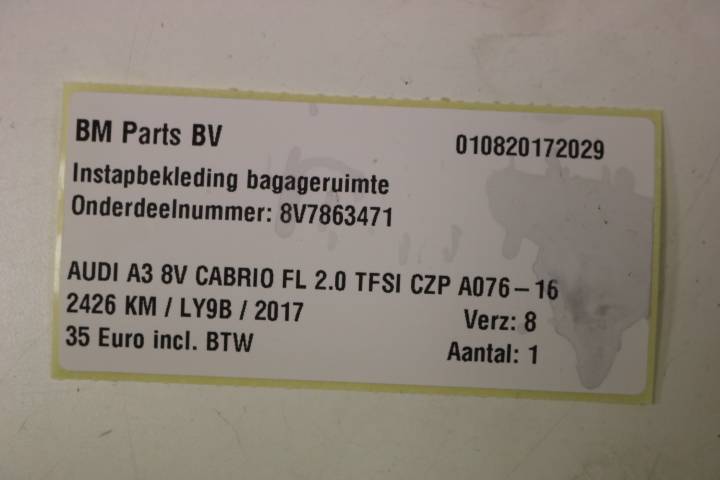 BM Parts BV 010820172029
Instapbekleding bagageruimte
Onderdeelnummer: 8V7863471
AUDI A3 8V CABRIO FL 2.0 TFSI CZP A076-16
2426 KM / LY9B / 2017 Verz: 8
35 Euro incl. BTW Aantal: 1